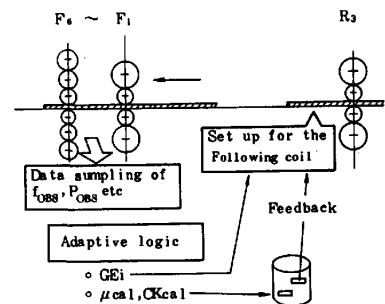 F₆ ~ F₁
R₃
Set up for the
Following coil
Data sumpling of
f_OBS, P_OBS etc
Feedback
Adaptive logic
○ GEi
○ μcal,CKcal